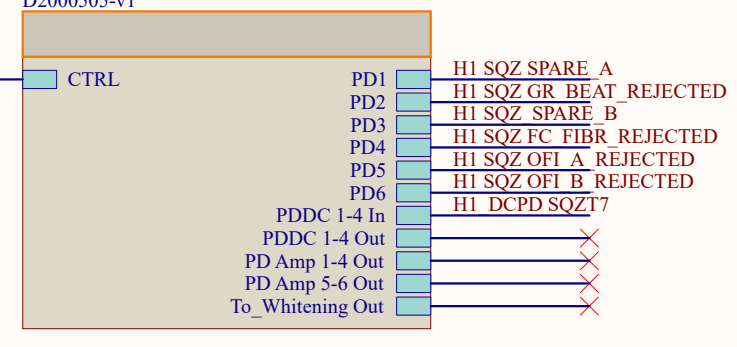 D2000505-v1
CTRL
PD1 H1 SQZ SPARE_A
PD2 H1 SQZ GR_BEAT_REJECTED
PD3 H1 SQZ_SPARE_B
PD4 H1 SQZ FC_FIBR_REJECTED
PD5 H1 SQZ OFI_A_REJECTED
PD6 H1 SQZ OFI_B_REJECTED
PDDC 1-4 In H1_DCPD SQZT7
PDDC 1-4 Out
PD Amp 1-4 Out
PD Amp 5-6 Out
To_Whitening Out